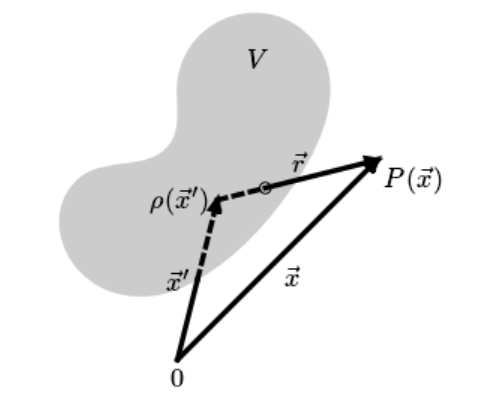 V
r⃗
ρ(x⃗′)
P(x⃗)
x⃗′
x⃗
0